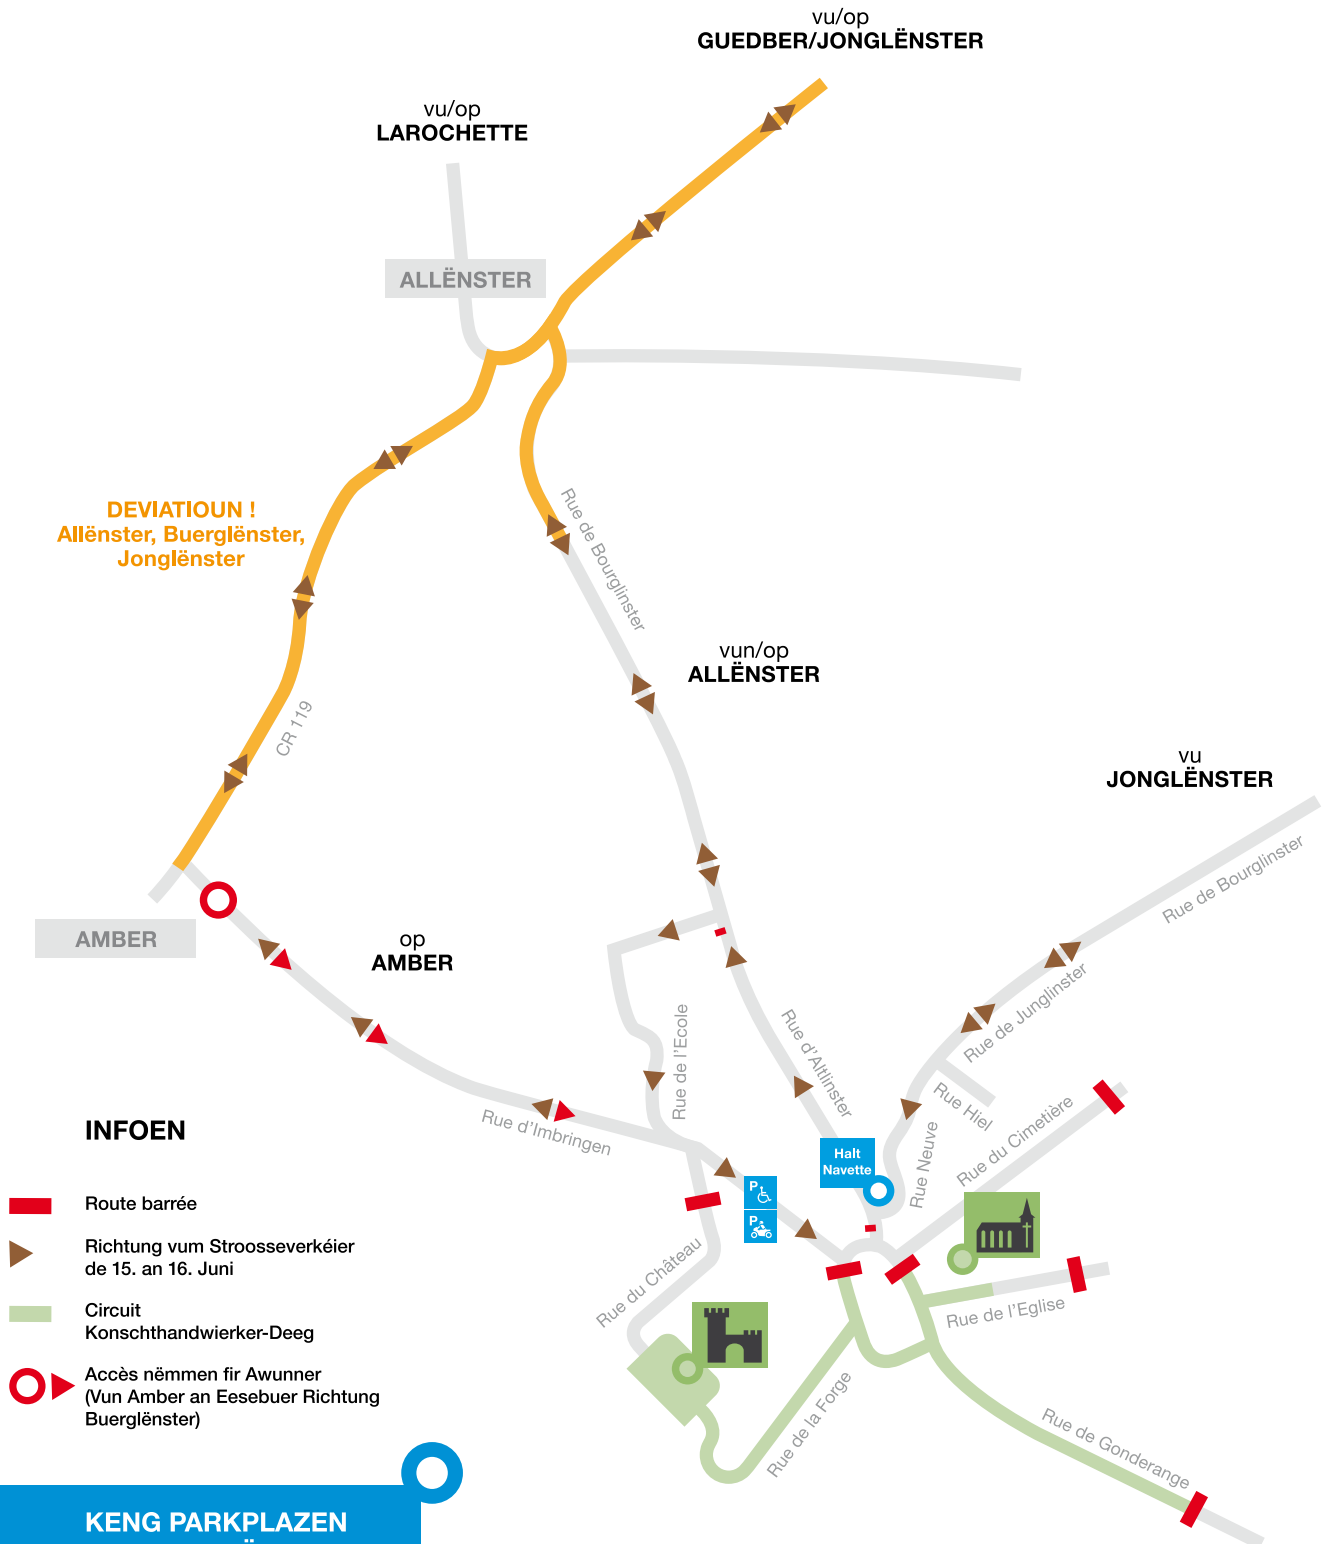 vu/op
GUEDBER/JONGLËNSTER
vu/op
LAROCHETTE
ALLËNSTER
DEVIATIOUN !
Allënster, Buerglënster,
Jonglënster
Rue de Bourglinster
vun/op
ALLËNSTER
CR 119
vu
JONGLËNSTER
Rue de Bourglinster
AMBER
op
AMBER
Rue de Junglinster
Rue de l'Ecole
Rue d'Altlinster
Rue Hiel
Rue du Cimetière
Rue d'Imbringen
Rue Neuve
Halt
Navette
P
P
Rue du Château
Rue de l'Eglise
Rue de la Forge
Rue de Gonderange
INFOEN
Route barrée
Richtung vum Stroosseverkéier
de 15. an 16. Juni
Circuit
Konschthandwierker-Deeg
Accès nëmmen fir Awunner
(Vun Amber an Eesebuer Richtung
Buerglënster)
KENG PARKPLAZEN